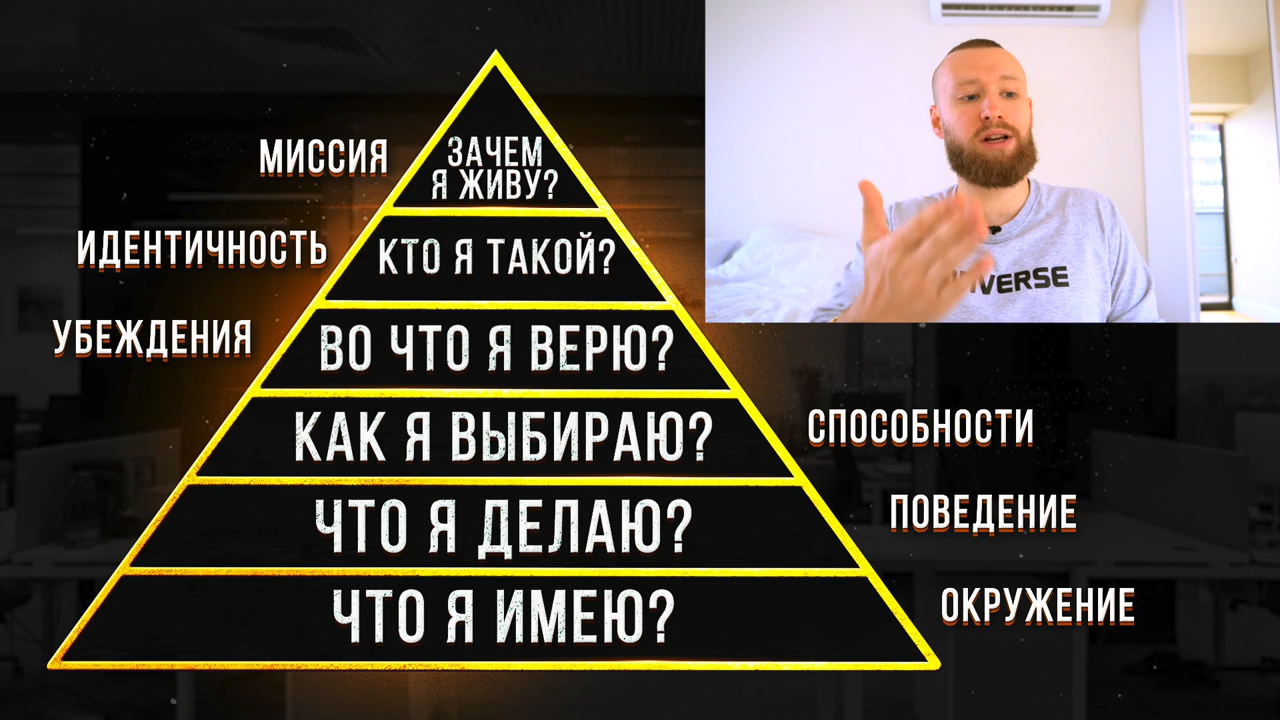 МИССИЯ
ЗАЧЕМ
Я ЖИВУ?
ИДЕНТИЧНОСТЬ
КТО Я ТАКОЙ?
УБЕЖДЕНИЯ
ВО ЧТО Я ВЕРЮ?
КАК Я ВЫБИРАЮ?
СПОСОБНОСТИ
ЧТО Я ДЕЛАЮ?
ПОВЕДЕНИЕ
ЧТО Я ИМЕЮ?
ОКРУЖЕНИЕ